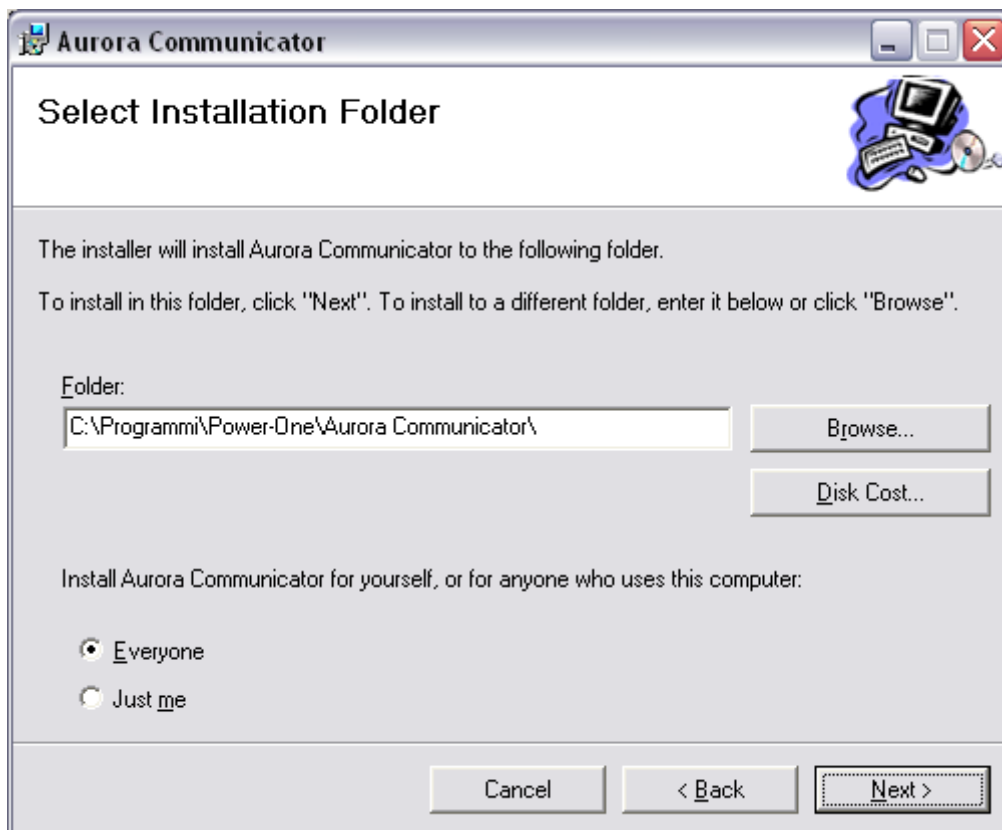 Aurora Communicator
Select Installation Folder
The installer will install Aurora Communicator to the following folder.
To install in this folder, click "Next". To install to a different folder, enter it below or click "Browse".
Folder:
C:\Programmi\Power-One\Aurora Communicator\
Browse...
Disk Cost...
Install Aurora Communicator for yourself, or for anyone who uses this computer:
Everyone
Just me
Cancel
< Back
Next >